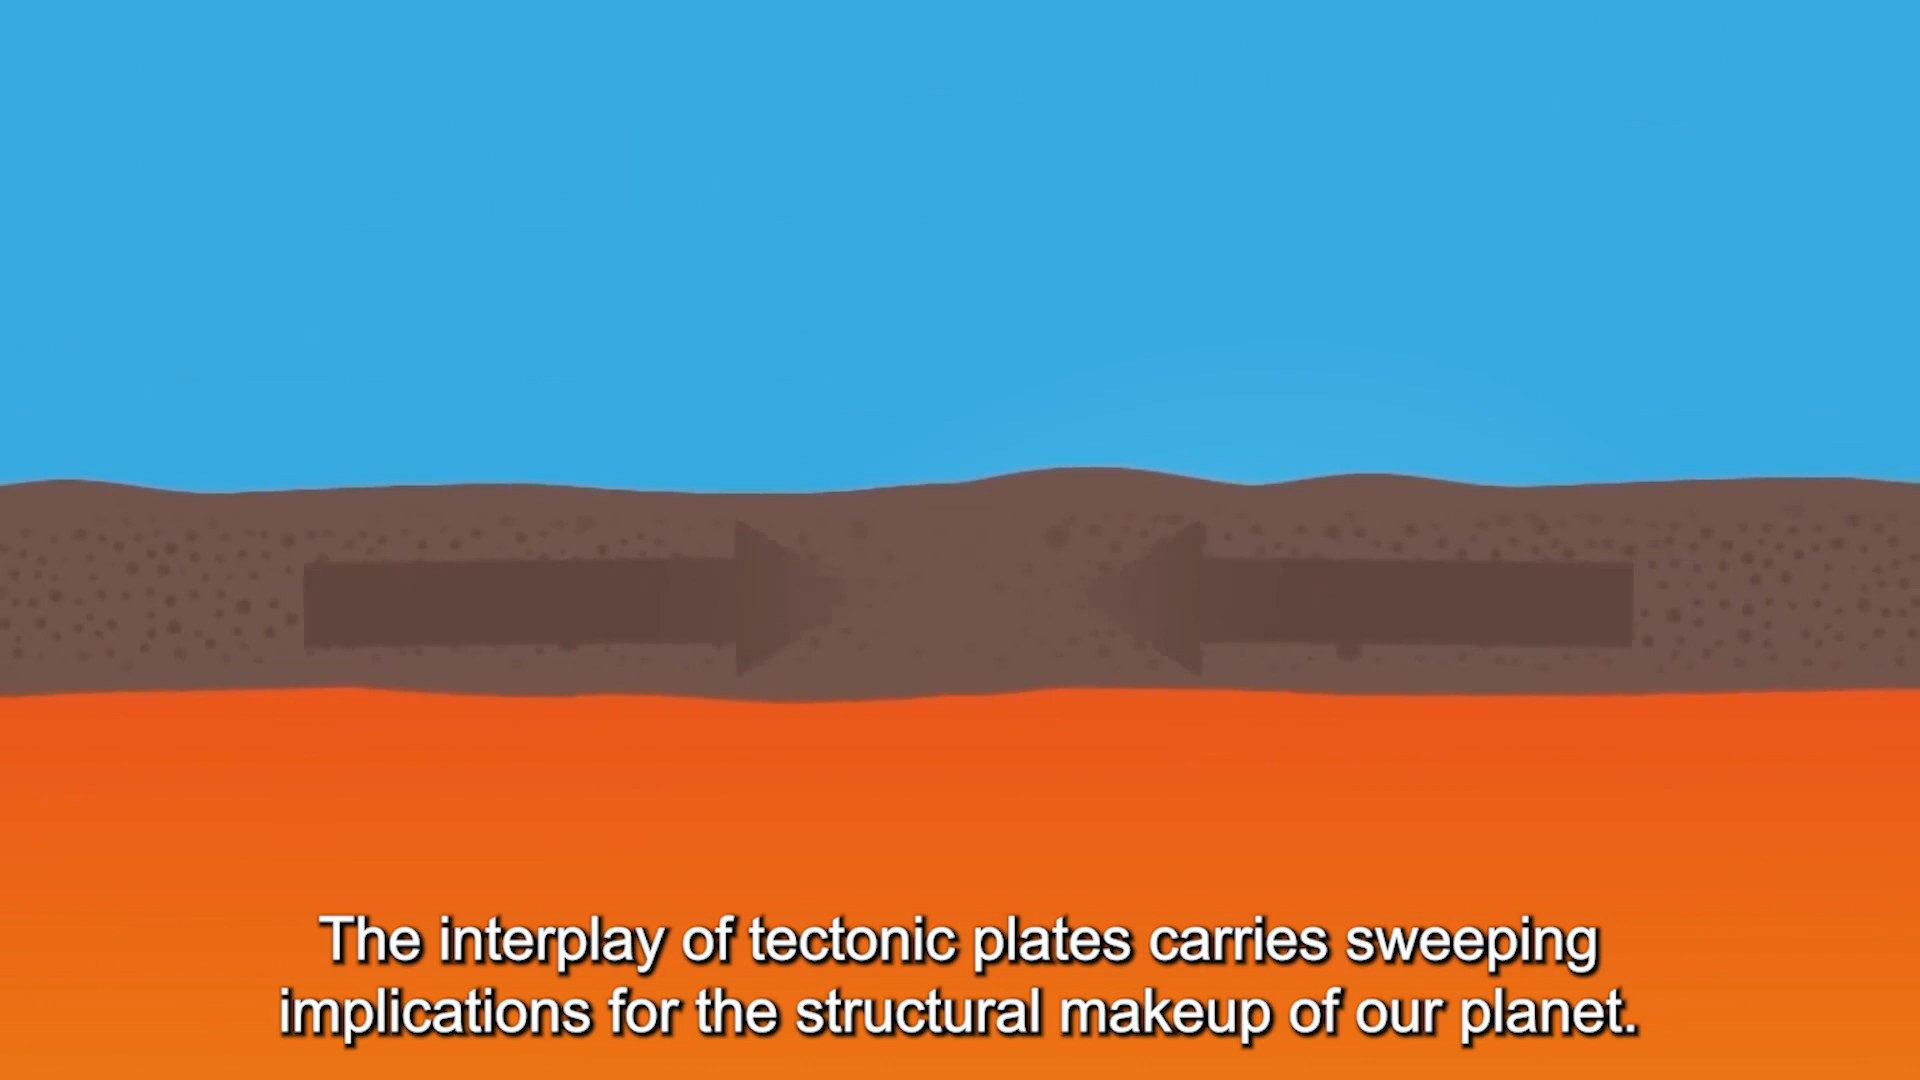 The interplay of tectonic plates carries sweeping
implications for the structural makeup of our planet.